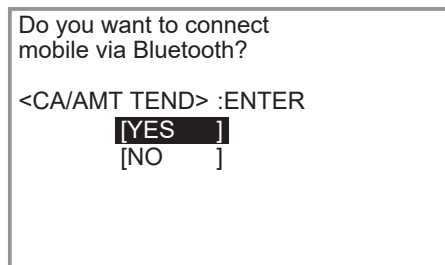 Do you want to connect
mobile via Bluetooth?
<CA/AMT TEND> :ENTER
[YES ]
[NO ]